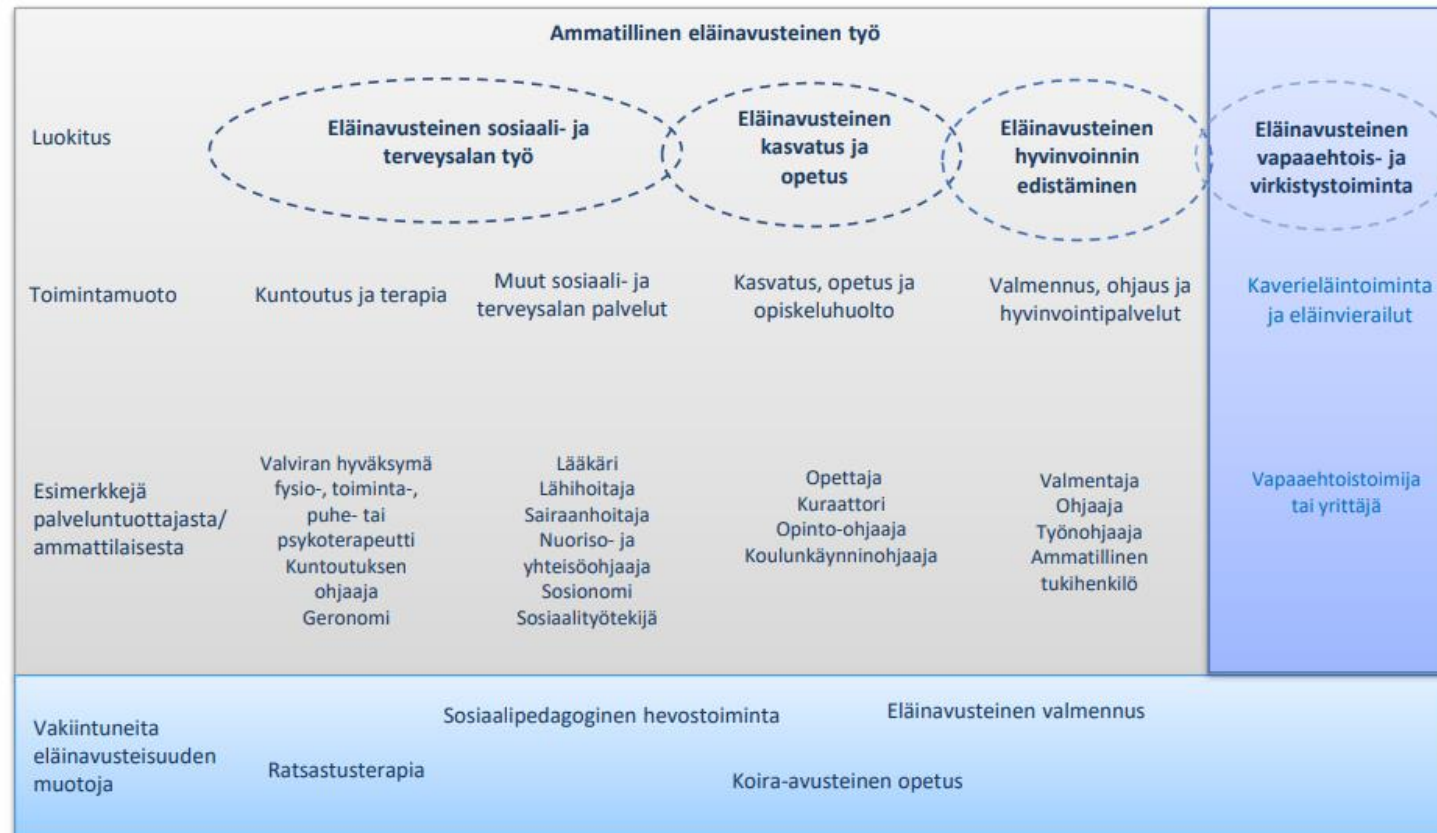 Ammatillinen eläinavusteinen työ
Luokitus
Eläinavusteinen sosiaali- ja
terveysalan työ
Eläinavusteinen
kasvatus ja
opetus
Eläinavusteinen
hyvinvoinnin
edistäminen
Eläinavusteinen
vapaaehtois- ja
virkistystoiminta
Toimintamuoto
Kuntoutus ja terapia
Muut sosiaali- ja
terveysalan palvelut
Kasvatus, opetus ja
opiskeluhuolto
Valmennus, ohjaus ja
hyvinvointipalvelut
Kaverieläintoiminta
ja eläinvierailut
Esimerkkejä
palveluntuottajasta/
ammattilaisesta
Valviran hyväksymä
fysio-, toiminta-,
puhe- tai
psykoterapeutti
Kuntoutuksen
ohjaaja
Geronomi
Lääkäri
Lähihoitaja
Sairaanhoitaja
Nuoriso- ja
yhteisöohjaaja
Sosionomi
Sosiaalityötekijä
Opettaja
Kuraattori
Opinto-ohjaaja
Koulunkäynninohjaaja
Valmentaja
Ohjaaja
Työnohjaaja
Ammatillinen
tukihenkilö
Vapaaehtoistoimija
tai yrittäjä
Vakiintuneita
eläinavusteisuuden
muotoja
Sosiaalipedagoginen hevostoiminta
Eläinavusteinen valmennus
Ratsastusterapia
Koira-avusteinen opetus